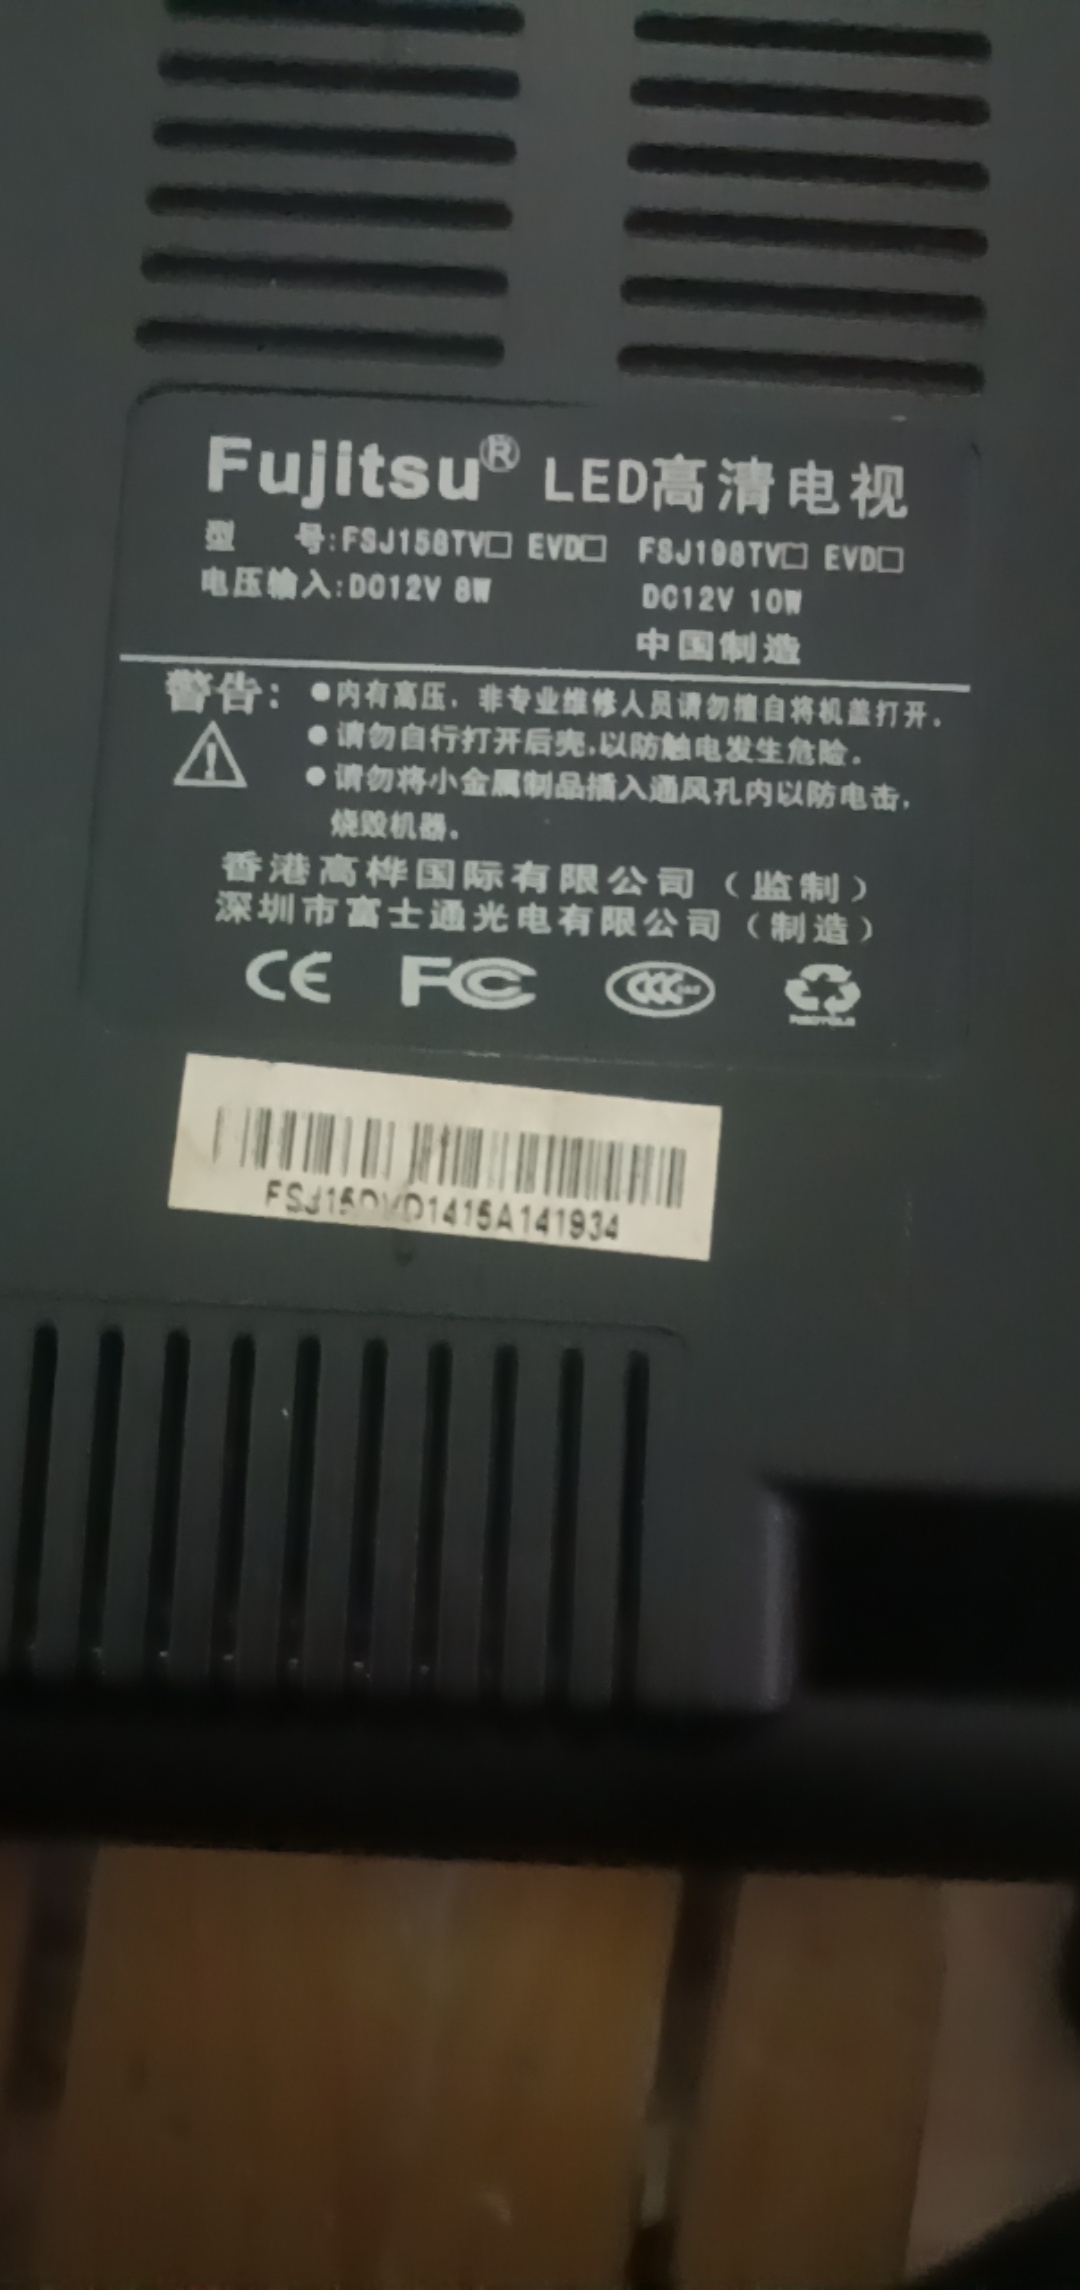 Fujitsu® LED高清电视
型 号:FSJ158TV□ EVD□ FSJ198TV□ EVD□
电压输入:DC12V 8W DC12V 10W
中国制造
警告: ●内有高压，非专业维修人员请勿擅自将机盖打开。
●请勿自行打开后壳,以防触电发生危险。
●请勿将小金属制品插入通风孔内以防电击,
烧毁机器。
香港高桦国际有限公司（监制）
深圳市富士通光电有限公司（制造）
CE FC CCC
FSJ15DVD1415A141934